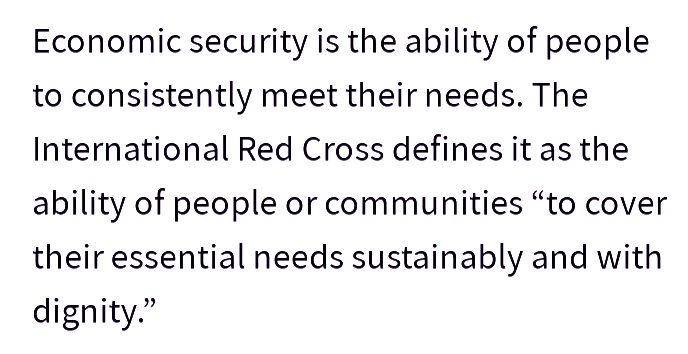 Economic security is the ability of people
to consistently meet their needs. The
International Red Cross defines it as the
ability of people or communities “to cover
their essential needs sustainably and with
dignity.”